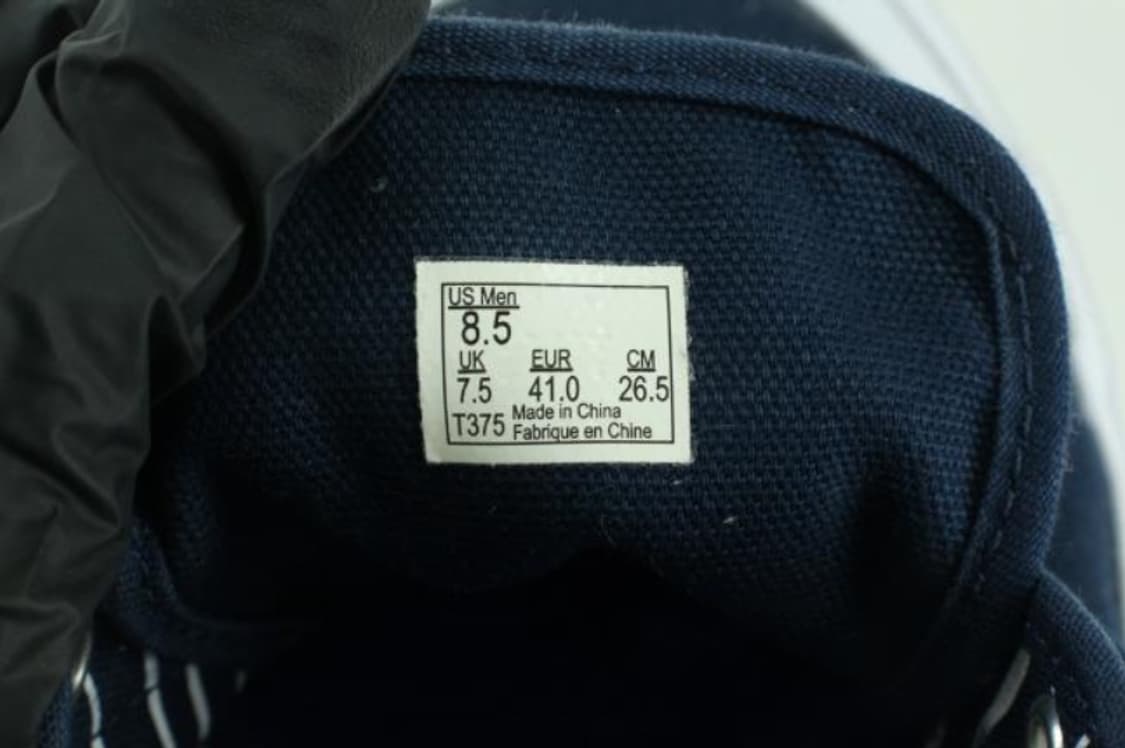 US Men
8.5
UK EUR CM
7.5 41.0 26.5
T375 Made in China
Fabrique en Chine